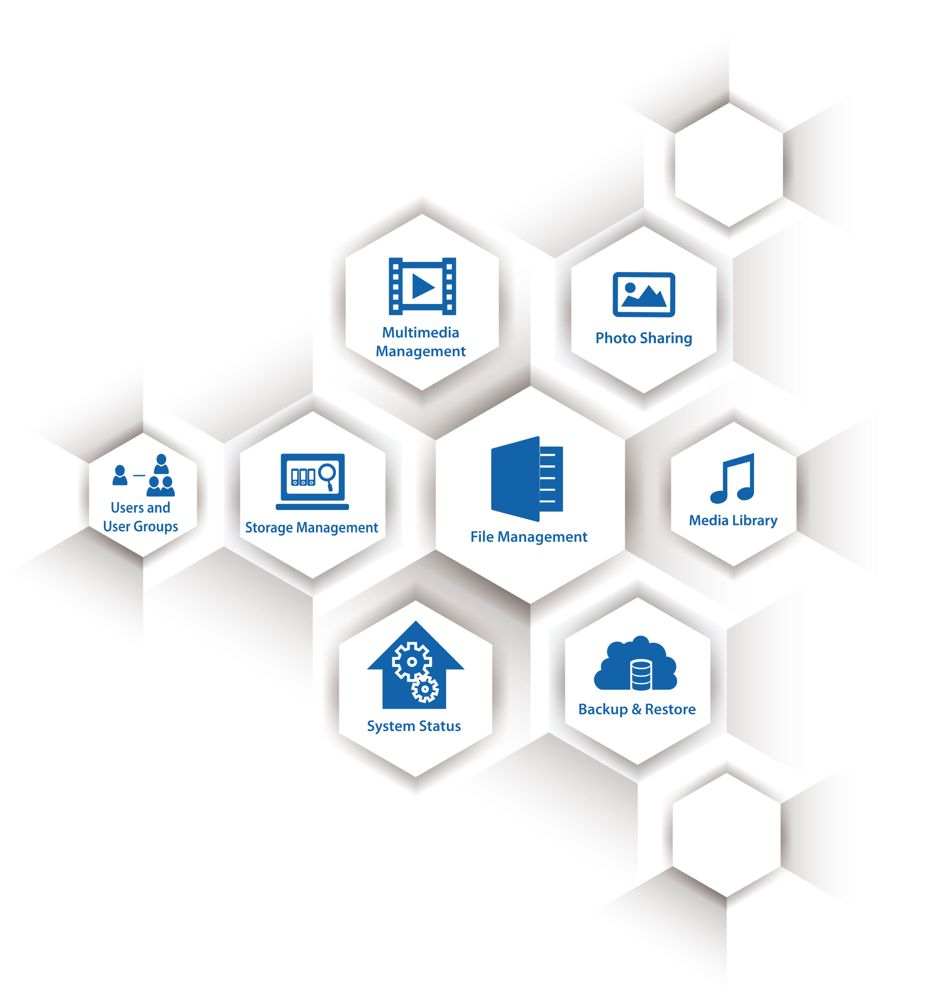 Multimedia
Management
Photo Sharing
Users and
User Groups
Storage Management
File Management
Media Library
System Status
Backup & Restore